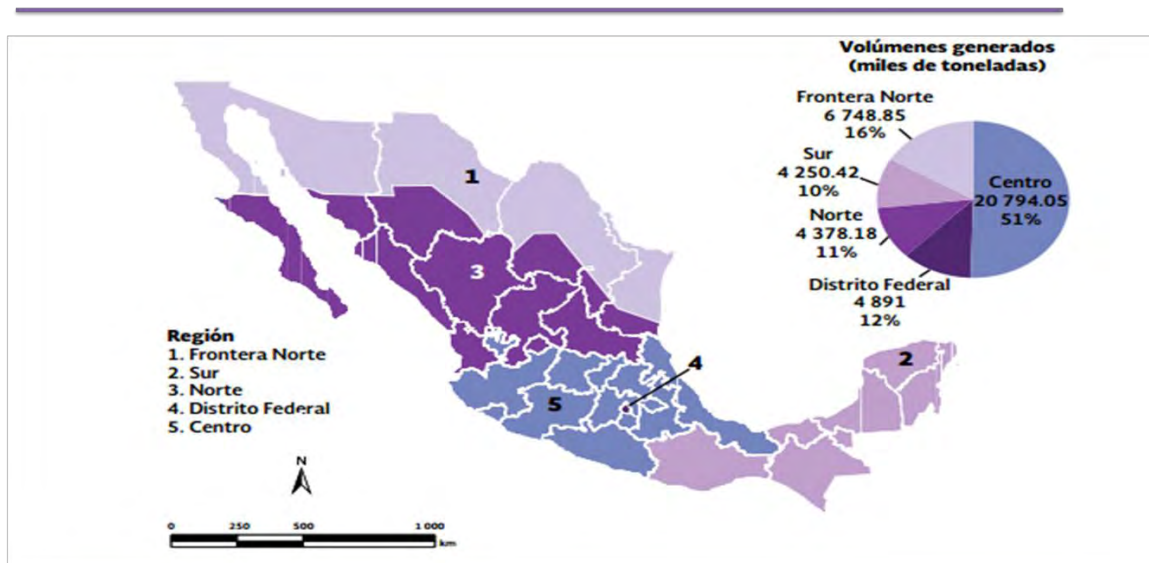 Volúmenes generados
(miles de toneladas)
Frontera Norte
6 748.85
16%
Sur
4 250.42
10%
Norte
4 378.18
11%
Distrito Federal
4 891
12%
Centro
20 794.05
51%
1
3
2
4
5
Región
1. Frontera Norte
2. Sur
3. Norte
4. Distrito Federal
5. Centro
N
0 250 500 1 000
km